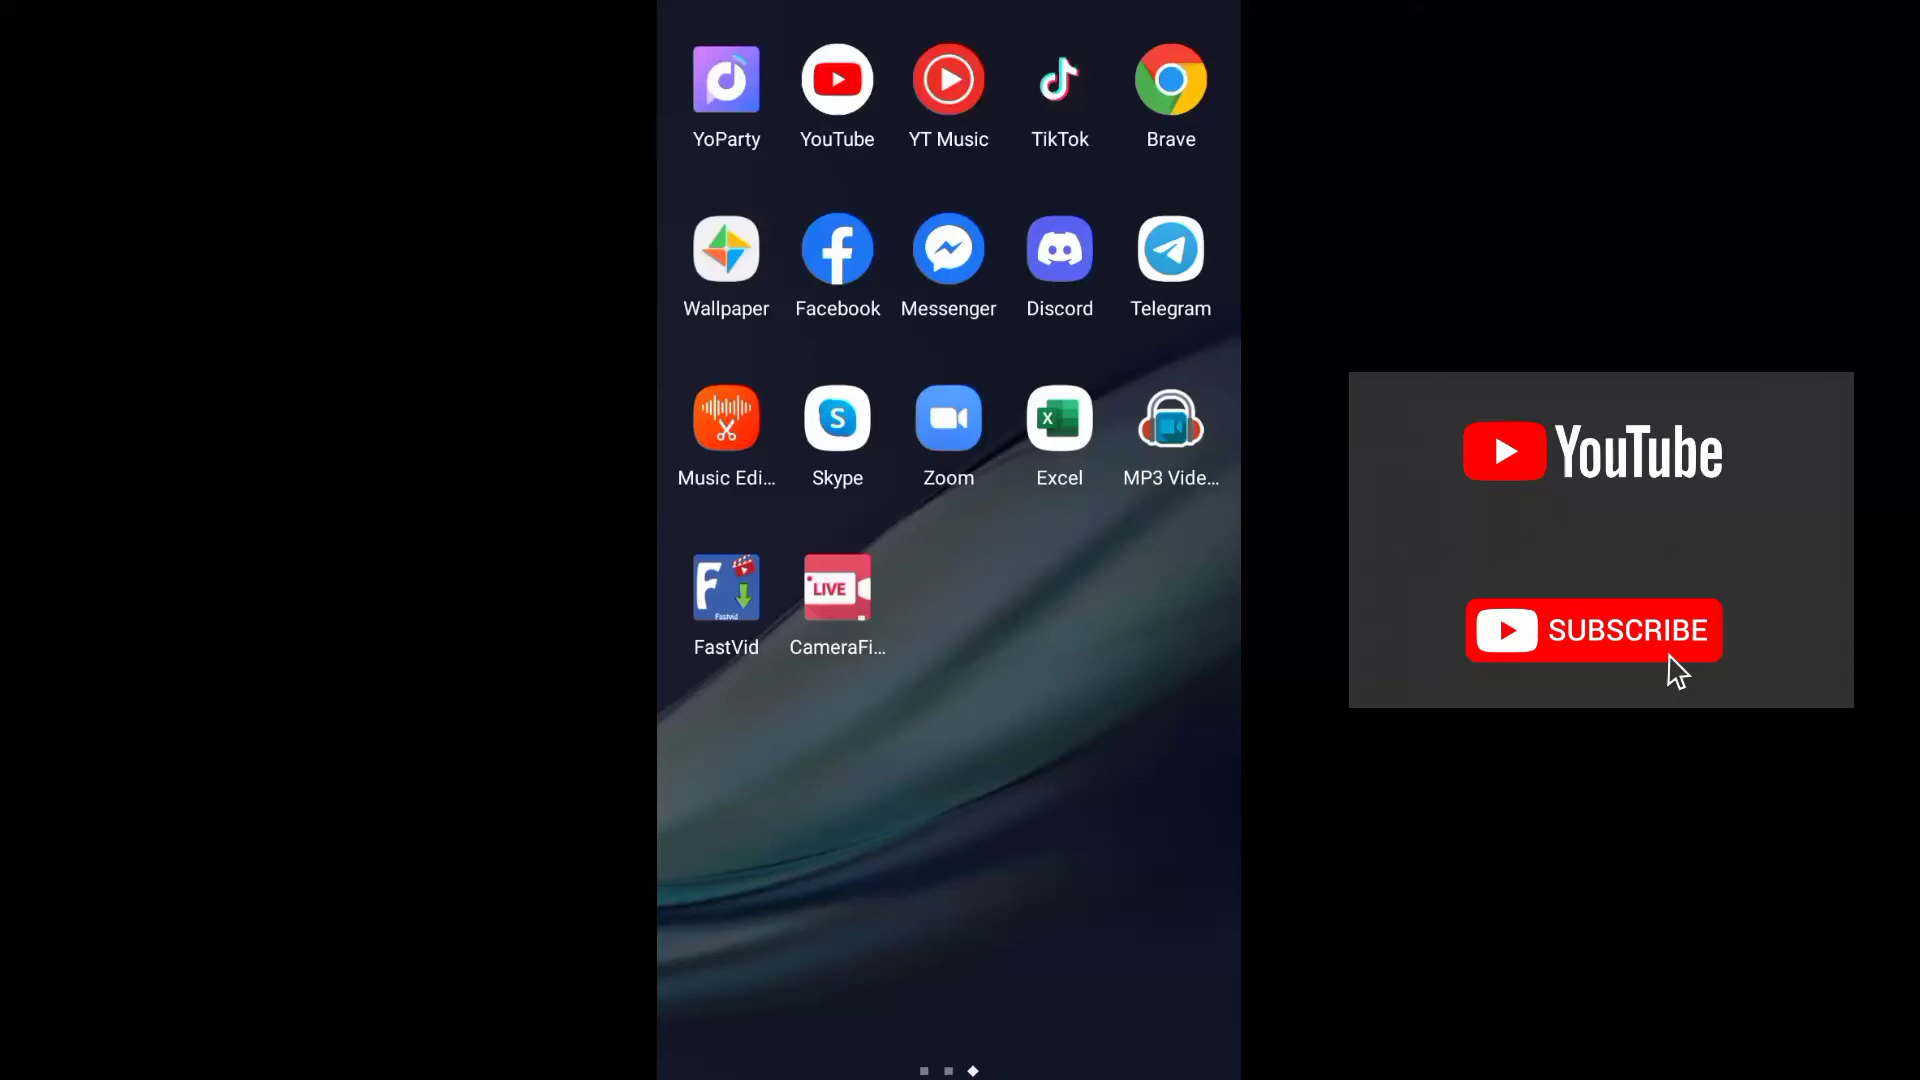 YoParty YouTube YT Music TikTok Brave
Wallpaper Facebook Messenger Discord Telegram
S X
Music Edi... Skype Zoom Excel MP3 Vide...
F Fastvid LIVE
FastVid CameraFi...
YouTube
SUBSCRIBE